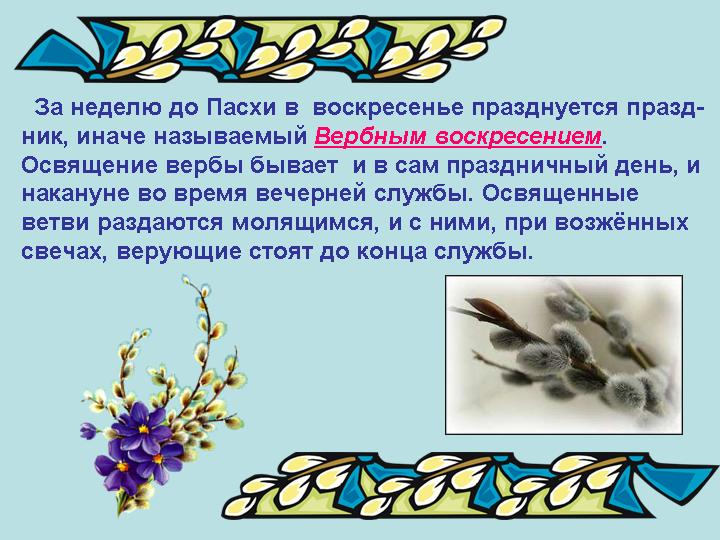 За неделю до Пасхи в воскресенье празднуется празд-
ник, иначе называемый Вербным воскресением.
Освящение вербы бывает и в сам праздничный день, и
накануне во время вечерней службы. Освященные
ветви раздаются молящимся, и с ними, при возжённых
свечах, верующие стоят до конца службы.